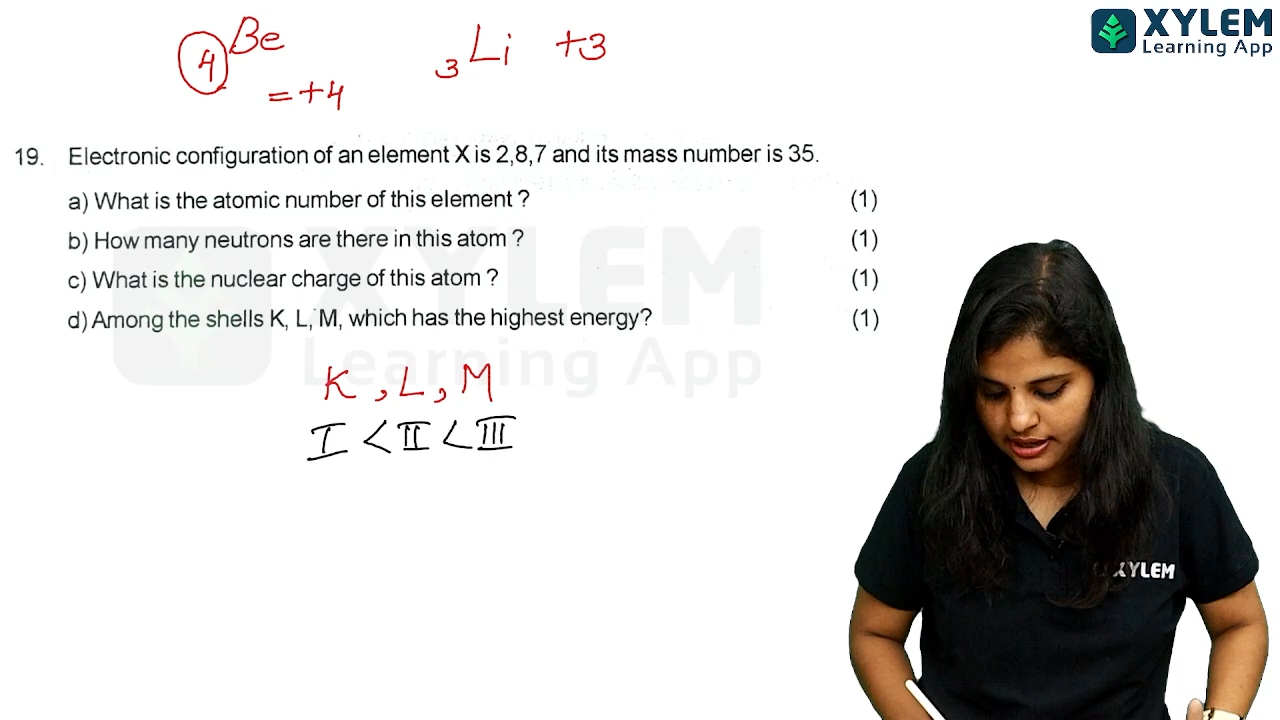 XYLEM
Learning App
4 Be
= +4
3 Li +3
19. Electronic configuration of an element X is 2,8,7 and its mass number is 35.
a) What is the atomic number of this element ? (1)
b) How many neutrons are there in this atom ? (1)
c) What is the nuclear charge of this atom ? (1)
d) Among the shells K, L, M, which has the highest energy? (1)
XYLEM
Learning App
K , L , M
I < II < III
XYLEM